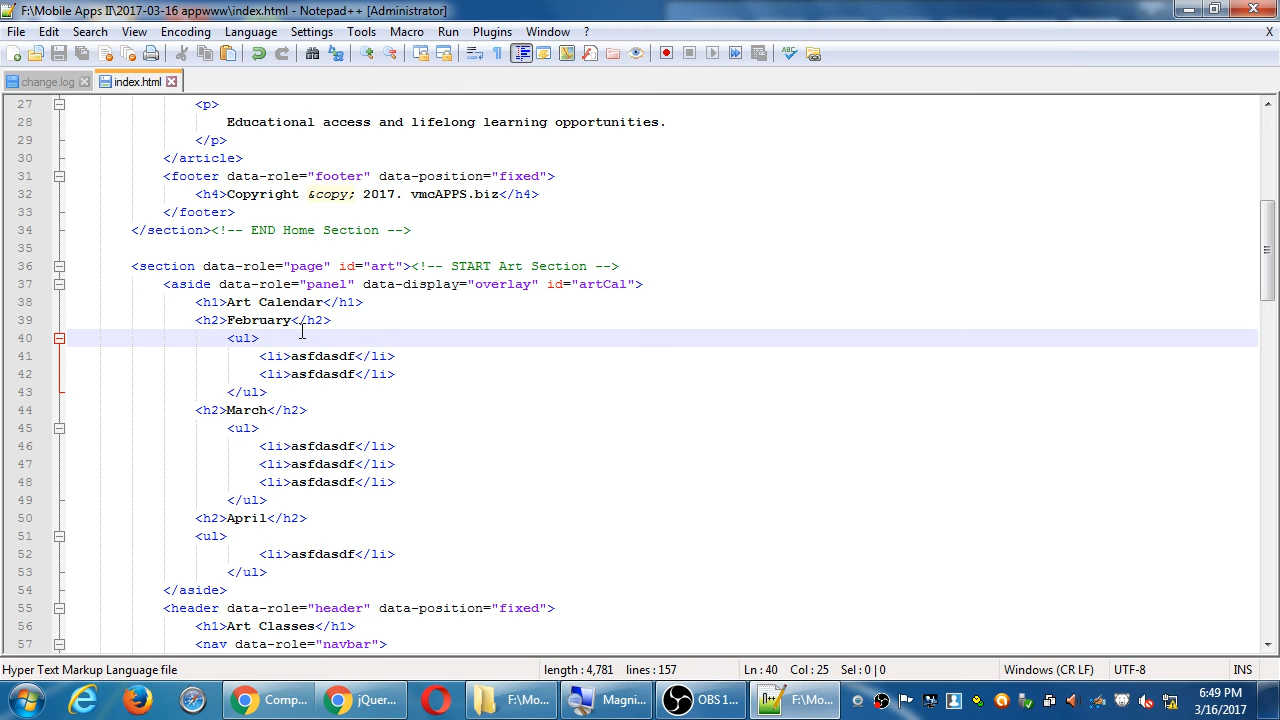 F:\Mobile Apps II\2017-03-16 appwww\index.html - Notepad++ [Administrator]
File Edit Search View Encoding Language Settings Tools Macro Run Plugins Window ? X
change.log index.html
27 <p>
28 Educational access and lifelong learning opportunities.
29 </p>
30 </article>
31 <footer data-role="footer" data-position="fixed">
32 <h4>Copyright &copy; 2017. vmcAPPS.biz</h4>
33 </footer>
34 </section><!-- END Home Section -->
35
36 <section data-role="page" id="art"><!-- START Art Section -->
37 <aside data-role="panel" data-display="overlay" id="artCal">
38 <h1>Art Calendar</h1>
39 <h2>February</h2>
40 <ul>
41 <li>asfdasdf</li>
42 <li>asfdasdf</li>
43 </ul>
44 <h2>March</h2>
45 <ul>
46 <li>asfdasdf</li>
47 <li>asfdasdf</li>
48 <li>asfdasdf</li>
49 </ul>
50 <h2>April</h2>
51 <ul>
52 <li>asfdasdf</li>
53 </ul>
54 </aside>
55 <header data-role="header" data-position="fixed">
56 <h1>Art Classes</h1>
57 <nav data-role="navbar">
Hyper Text Markup Language file length : 4,781 lines : 157 Ln : 40 Col : 25 Sel : 0 | 0 Windows (CR LF) UTF-8 INS
Comp... jQuer... F:\Mo... Magni... OBS 1... F:\Mo... 6:49 PM
3/16/2017